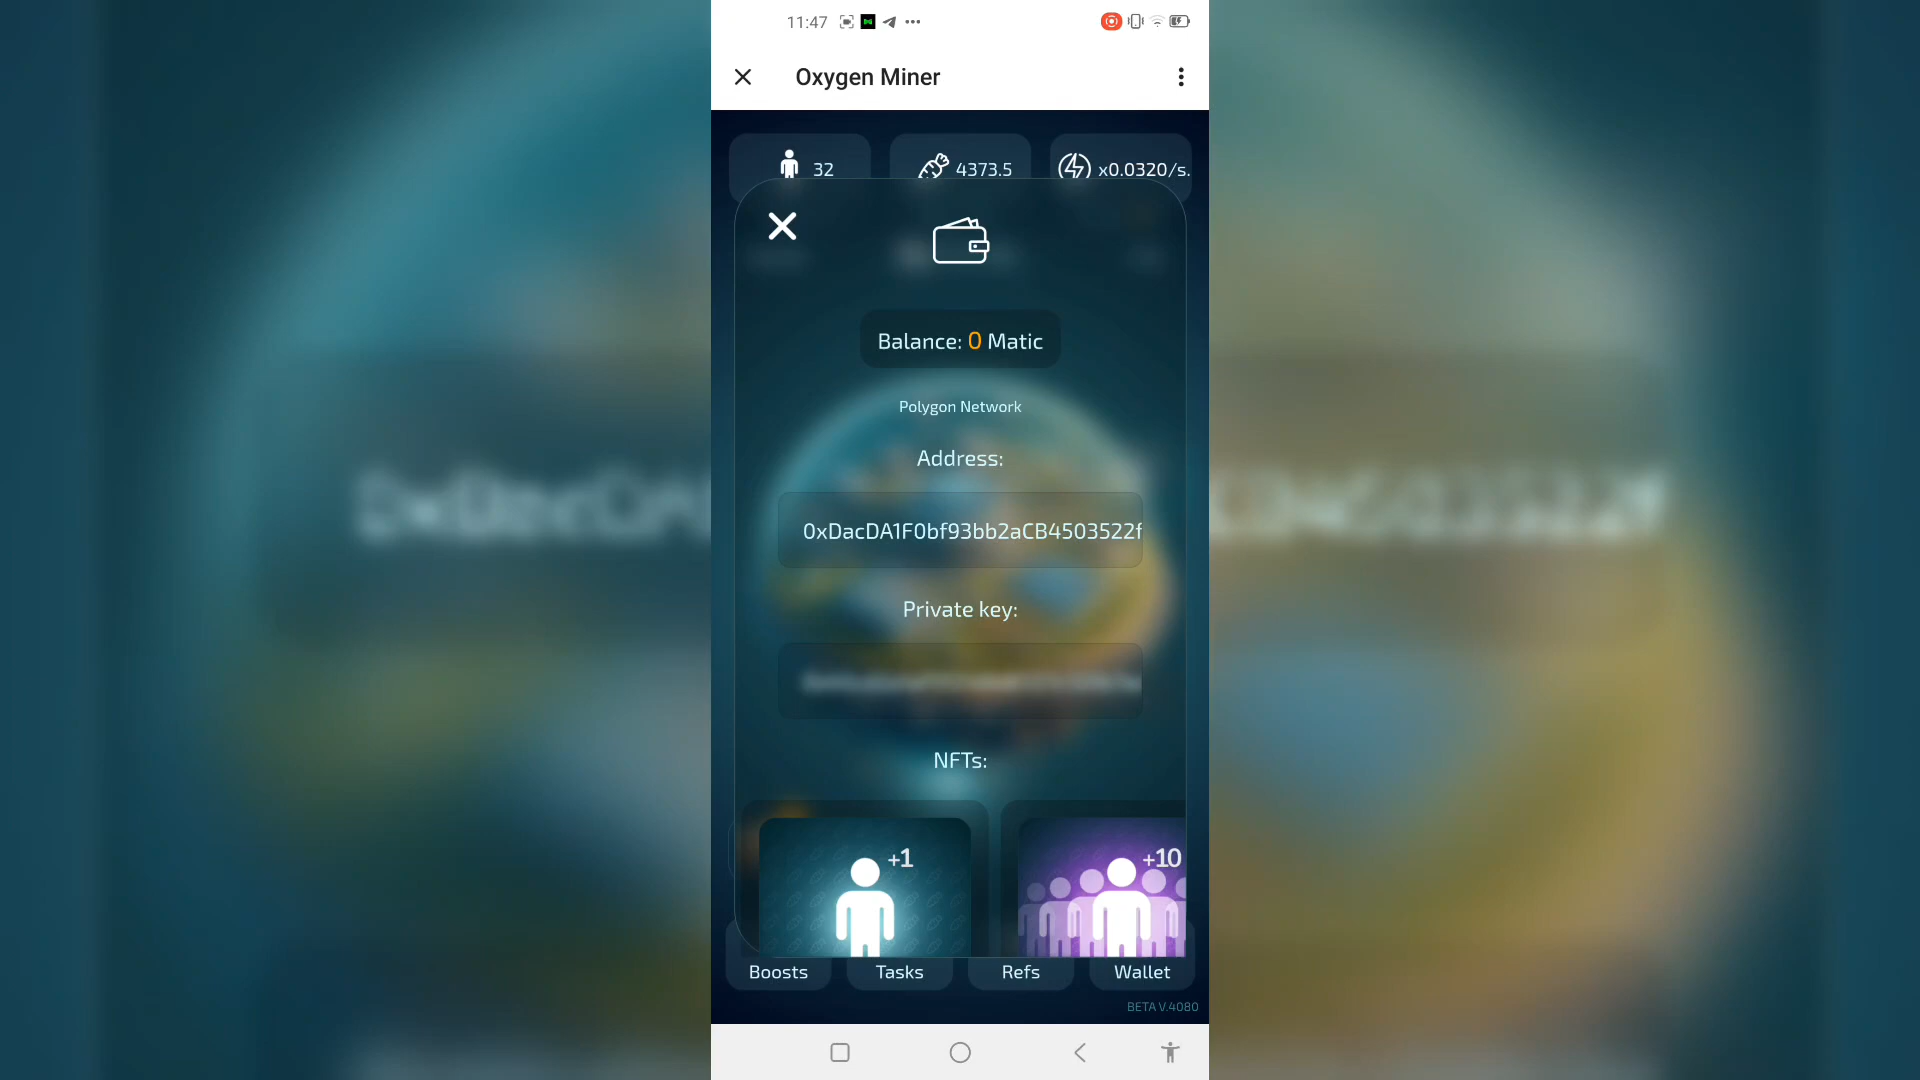 11:47
Oxygen Miner
32
4373.5
x0.0320/s.
Balance: 0 Matic
Polygon Network
Address:
0xDacDA1F0bf93bb2aCB4503522f
Private key:
NFTs:
+1
+10
Boosts
Tasks
Refs
Wallet
BETA V.4080